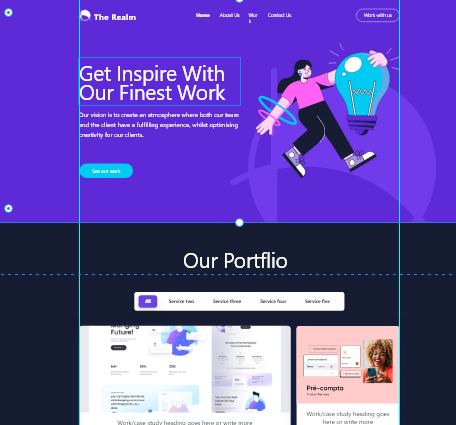 The Realm
Home About Us Wor
k
Contact Us
Work with us
Get Inspire With
Our Finest Work
Our vision is to create an atmosphere where both our team
and the client have a fulfilling experience, whilst optimising
creativity for our clients.
See our work
Our Portflio
All Service two Service three Service four Service five
Future!
Pré-compta
Work/case study heading goes here or write more
Work/case study heading goes
here or write more